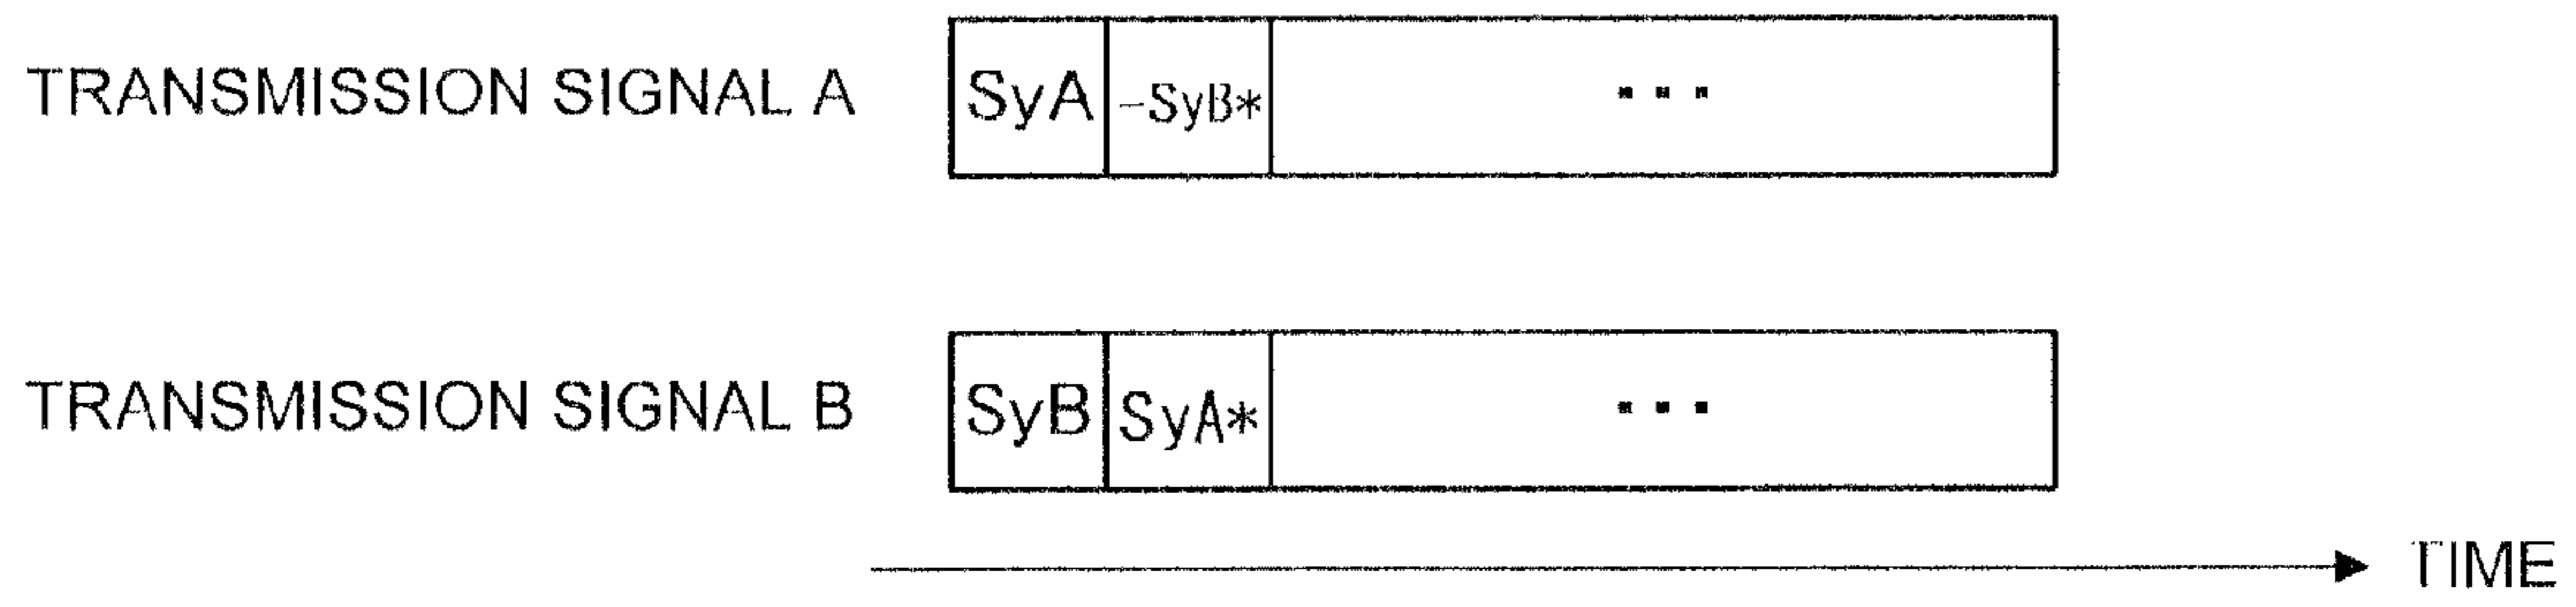 TRANSMISSION SIGNAL A SyA -SyB* ...
TRANSMISSION SIGNAL B SyB SyA* ...
TIME